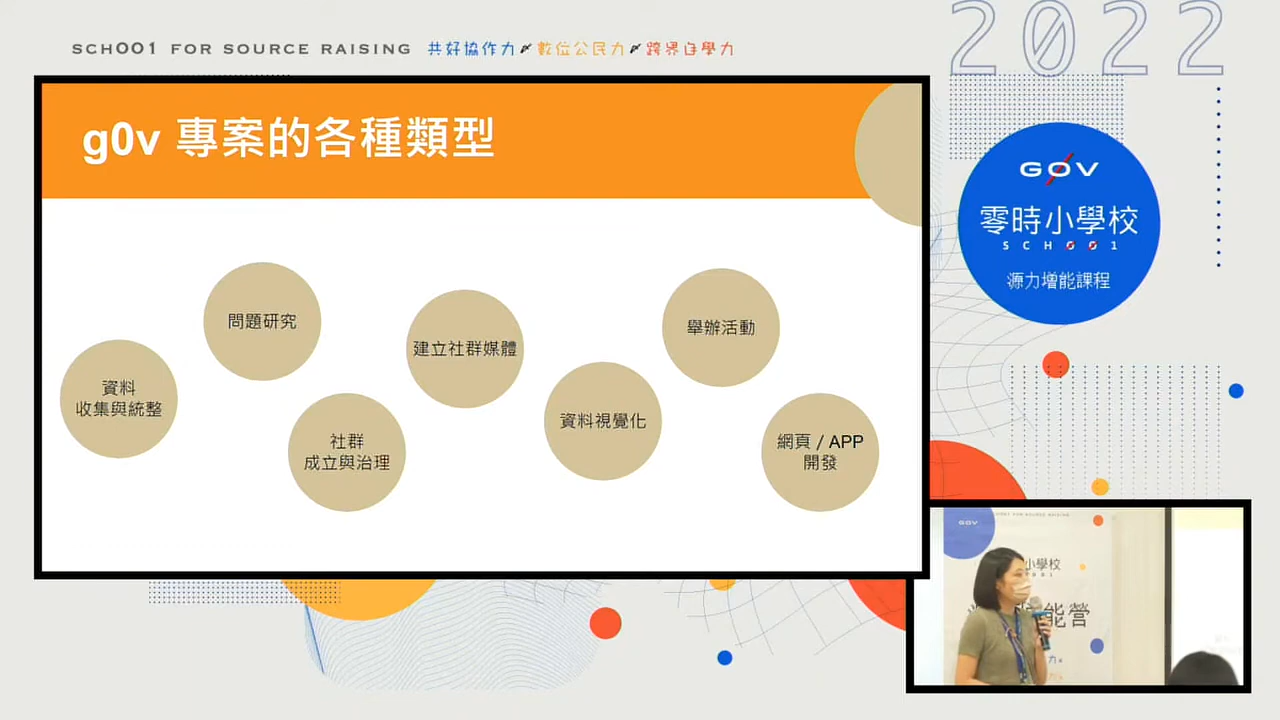 SCHOO1 FOR SOURCE RAISING 共好協作力 數位公民力 跨界自學力
2022
g0v 專案的各種類型
G0V
零時小學校
SCHOO1
源力增能課程
問題研究
舉辦活動
建立社群媒體
資料
收集與統整
資料視覺化
社群
成立與治理
網頁 / APP
開發
G0V
小學校
能營